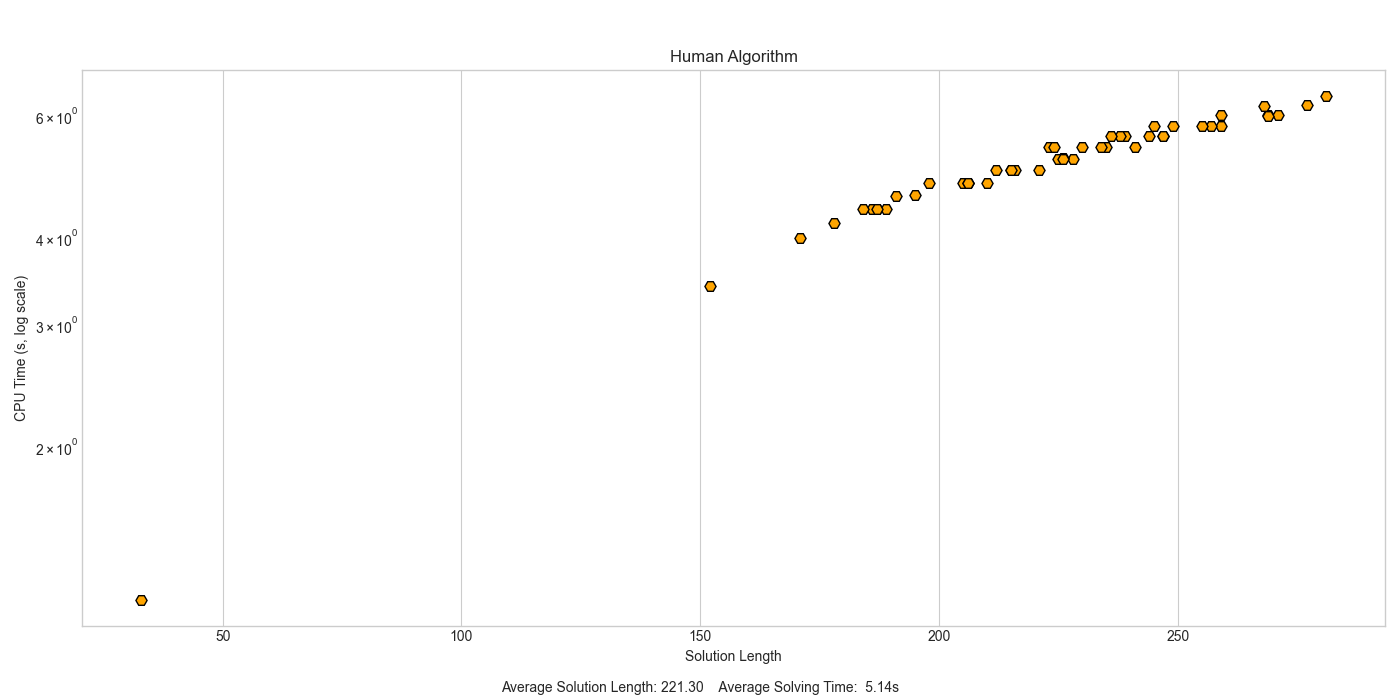 Human Algorithm
6 × 10⁰
4 × 10⁰
3 × 10⁰
2 × 10⁰
CPU Time (s, log scale)
50 100 150 200 250
Solution Length
Average Solution Length: 221.30 Average Solving Time: 5.14s